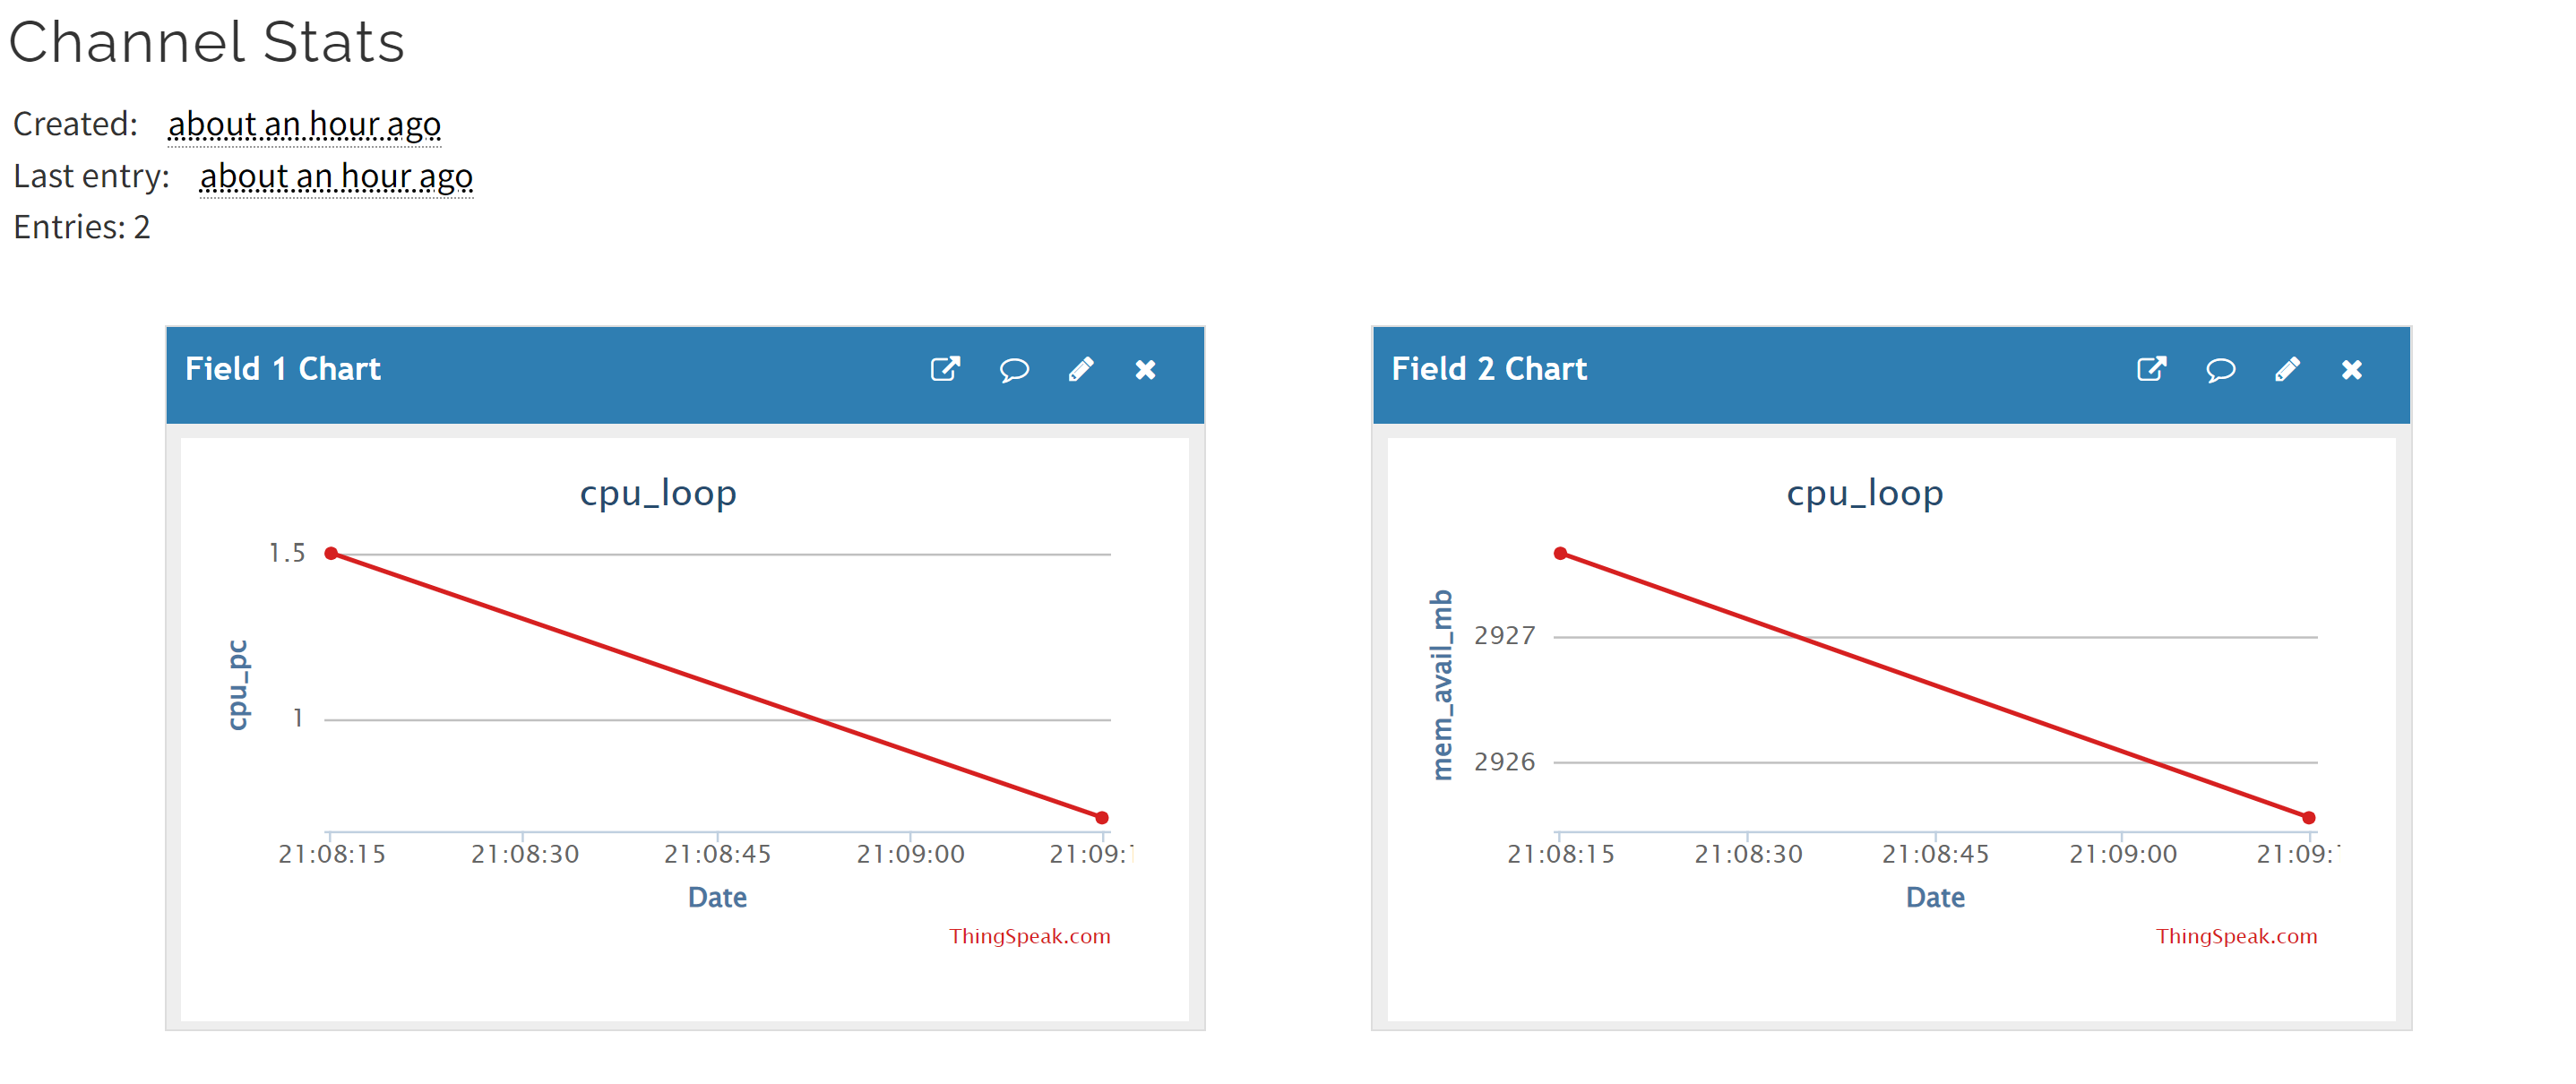 Channel Stats
Created: about an hour ago
Last entry: about an hour ago
Entries: 2
Field 1 Chart
cpu_loop
cpu_pc
1.5
1
21:08:15 21:08:30 21:08:45 21:09:00 21:09:
Date
ThingSpeak.com
Field 2 Chart
cpu_loop
mem_avail_mb
2927
2926
21:08:15 21:08:30 21:08:45 21:09:00 21:09:
Date
ThingSpeak.com